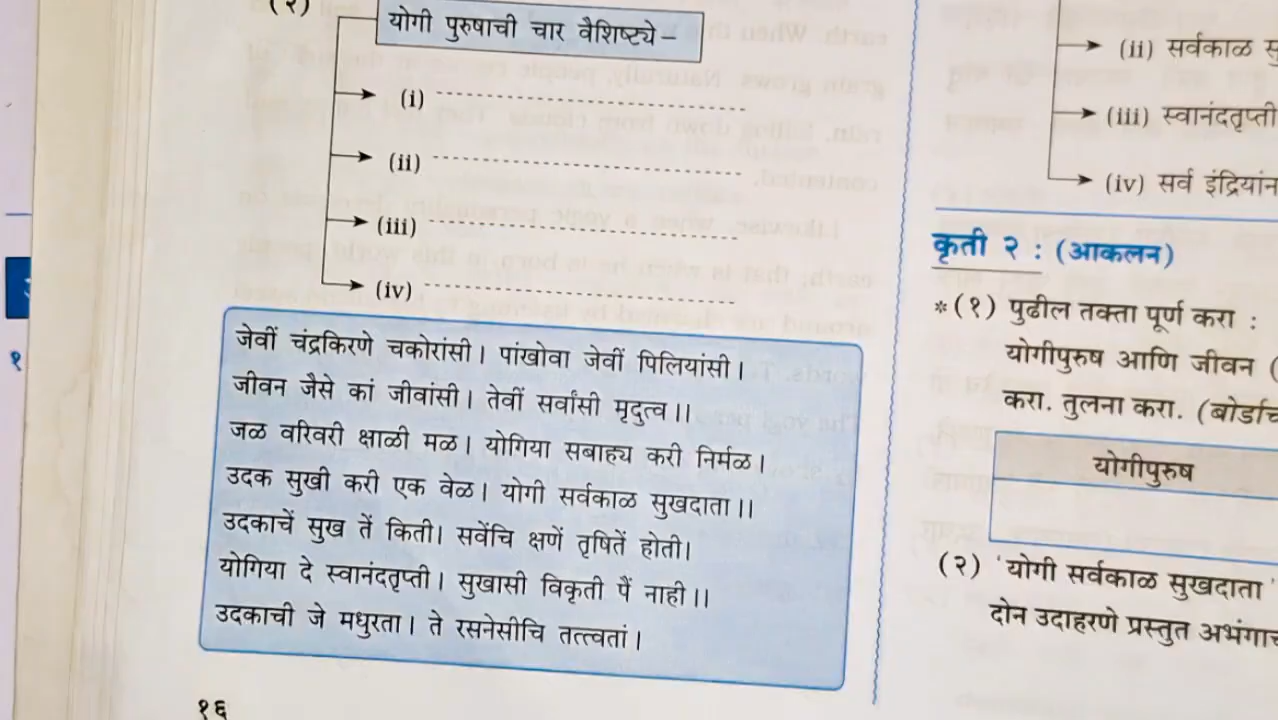 (२)
योगी पुरुषाची चार वैशिष्ट्ये –
(i)
(ii)
(iii)
(iv)
जेवीं चंद्रकिरणे चकोरांसी। पांखोवा जेवीं पिलियांसी।
जीवन जैसे कां जीवांसी। तेवीं सर्वांसी मृदुत्व।।
जळ वरिवरी क्षाळी मळ। योगिया सबाह्य करी निर्मळ।
उदक सुखी करी एक वेळ। योगी सर्वकाळ सुखदाता।।
उदकाचें सुख तें किती। सवेंचि क्षणें तृषितें होती।
योगिया दे स्वानंदतृप्ती। सुखासी विकृती पैं नाही।।
उदकाची जे मधुरता। ते रसनेसीचि तत्त्वतां।
१६
१
(ii) सर्वकाळ
(iii) स्वानंदतृप्ती
(iv) सर्व इंद्रियांन
कृती २ : (आकलन)
*(१) पुढील तक्ता पूर्ण करा :
योगीपुरुष आणि जीवन (
करा. तुलना करा. (बोर्डाच
योगीपुरुष
(२) 'योगी सर्वकाळ सुखदाता'
दोन उदाहरणे प्रस्तुत अभंगाच